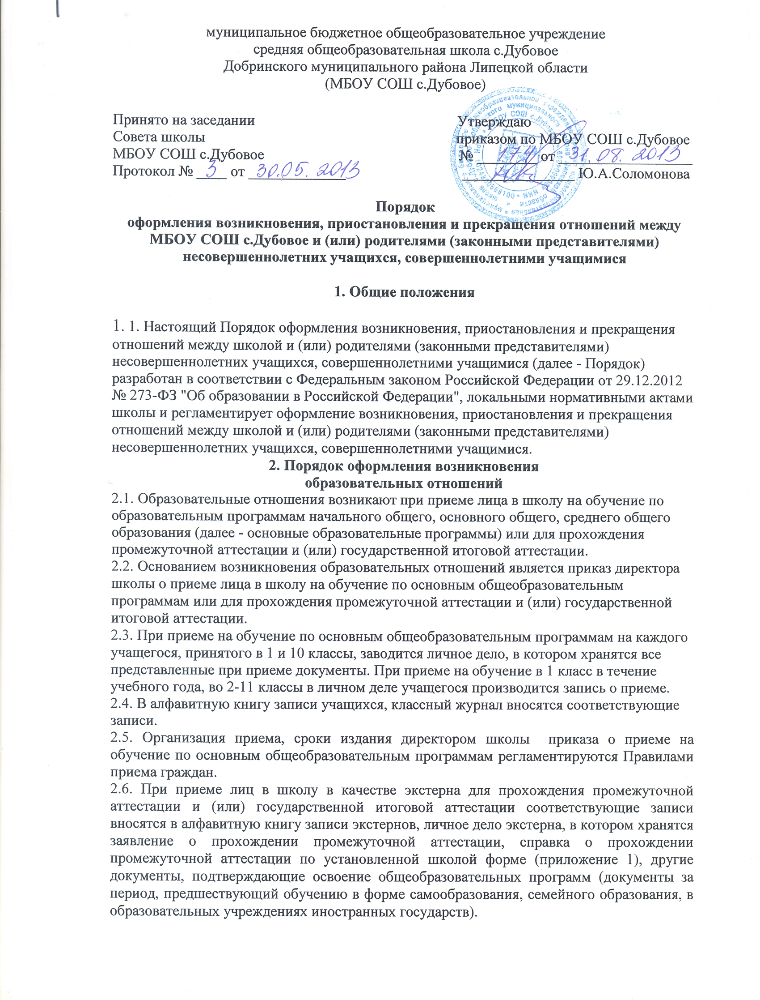 муниципальное бюджетное общеобразовательное учреждение
средняя общеобразовательная школа с.Дубовое
Добринского муниципального района Липецкой области
(МБОУ СОШ с.Дубовое)
Принято на заседании
Совета школы
МБОУ СОШ с.Дубовое
Протокол № 3 от 30.05.2013
Утверждаю
приказом по МБОУ СОШ с.Дубовое
№ 174 от 31.08.2013
Ю.А.Соломонова
Порядок
оформления возникновения, приостановления и прекращения отношений между
МБОУ СОШ с.Дубовое и (или) родителями (законными представителями)
несовершеннолетних учащихся, совершеннолетними учащимися
1. Общие положения
1. 1. Настоящий Порядок оформления возникновения, приостановления и прекращения
отношений между школой и (или) родителями (законными представителями)
несовершеннолетних учащихся, совершеннолетними учащимися (далее - Порядок)
разработан в соответствии с Федеральным законом Российской Федерации от 29.12.2012
№ 273-ФЗ "Об образовании в Российской Федерации", локальными нормативными актами
школы и регламентирует оформление возникновения, приостановления и прекращения
отношений между школой и (или) родителями (законными представителями)
несовершеннолетних учащихся, совершеннолетними учащимися.
2. Порядок оформления возникновения
образовательных отношений
2.1. Образовательные отношения возникают при приеме лица в школу на обучение по
образовательным программам начального общего, основного общего, среднего общего
образования (далее - основные образовательные программы) или для прохождения
промежуточной аттестации и (или) государственной итоговой аттестации.
2.2. Основанием возникновения образовательных отношений является приказ директора
школы о приеме лица в школу на обучение по основным общеобразовательным
программам или для прохождения промежуточной аттестации и (или) государственной
итоговой аттестации.
2.3. При приеме на обучение по основным общеобразовательным программам на каждого
учащегося, принятого в 1 и 10 классы, заводится личное дело, в котором хранятся все
представленные при приеме документы. При приеме на обучение в 1 класс в течение
учебного года, во 2-11 классы в личном деле учащегося производится запись о приеме.
2.4. В алфавитную книгу записи учащихся, классный журнал вносятся соответствующие
записи.
2.5. Организация приема, сроки издания директором школы приказа о приеме на
обучение по основным общеобразовательным программам регламентируются Правилами
приема граждан.
2.6. При приеме лиц в школу в качестве экстерна для прохождения промежуточной
аттестации и (или) государственной итоговой аттестации соответствующие записи
вносятся в алфавитную книгу записи экстернов, личное дело экстерна, в котором хранятся
заявление о прохождении промежуточной аттестации, справка о прохождении
промежуточной аттестации по установленной школой форме (приложение 1), другие
документы, подтверждающие освоение общеобразовательных программ (документы за
период, предшествующий обучению в форме самообразования, семейного образования, в
образовательных учреждениях иностранных государств).